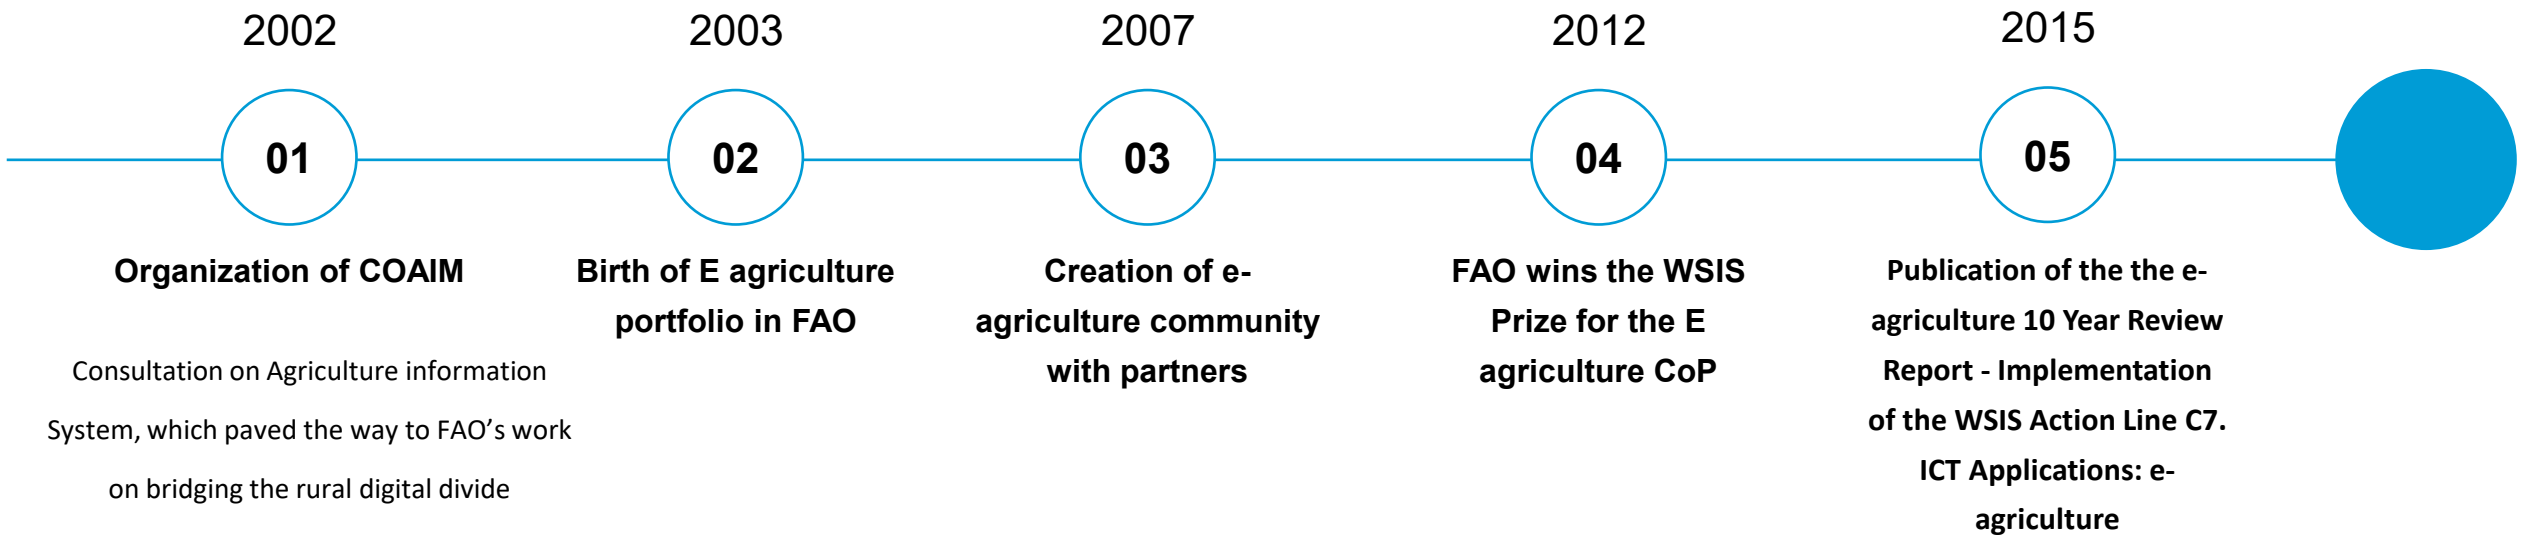 2002
01
Organization of COAIM
Consultation on Agriculture information
System, which paved the way to FAO’s work
on bridging the rural digital divide
2003
02
Birth of E agriculture
portfolio in FAO
2007
03
Creation of e-
agriculture community
with partners
2012
04
FAO wins the WSIS
Prize for the E
agriculture CoP
2015
05
Publication of the the e-
agriculture 10 Year Review
Report - Implementation
of the WSIS Action Line C7.
ICT Applications: e-
agriculture